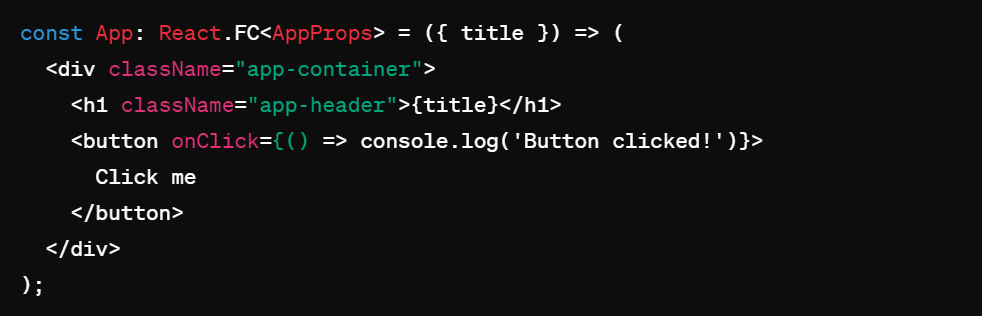 const App: React.FC<AppProps> = ({ title }) => (
  <div className="app-container">
    <h1 className="app-header">{title}</h1>
    <button onClick={() => console.log('Button clicked!')}>
      Click me
    </button>
  </div>
);